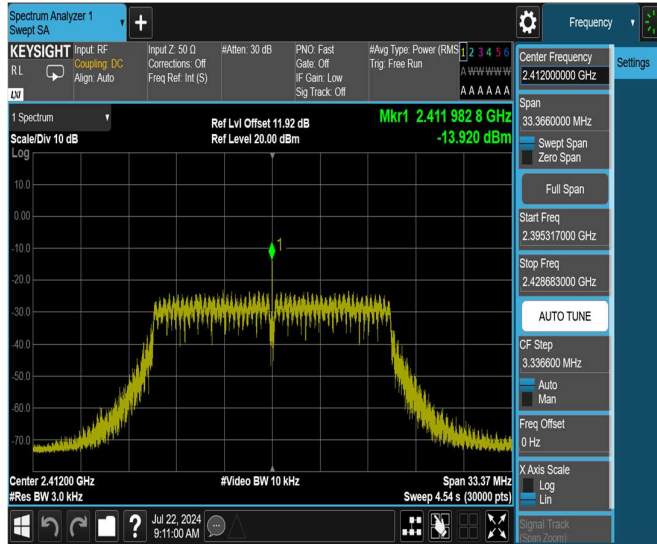 Spectrum Analyzer 1
Swept SA
Frequency
KEYSIGHT
RL
LXI
Input: RF
Coupling: DC
Align: Auto
Input Z: 50 Ω
Corrections: Off
Freq Ref: Int (S)
#Atten: 30 dB
PNO: Fast
Gate: Off
IF Gain: Low
Sig Track: Off
#Avg Type: Power (RMS
Trig: Free Run
1 2 3 4 5 6
A W W W W W
A A A A A A
1 Spectrum
Scale/Div 10 dB
Log
Ref Lvl Offset 11.92 dB
Ref Level 20.00 dBm
Mkr1 2.411 982 8 GHz
-13.920 dBm
10.0
0.00
-10.0
-20.0
-30.0
-40.0
-50.0
-60.0
-70.0
1
Center 2.41200 GHz
#Res BW 3.0 kHz
#Video BW 10 kHz
Span 33.37 MHz
Sweep 4.54 s (30000 pts)
Jul 22, 2024
9:11:00 AM
Center Frequency
2.412000000 GHz
Settings
Span
33.3660000 MHz
Swept Span
Zero Span
Full Span
Start Freq
2.395317000 GHz
Stop Freq
2.428683000 GHz
AUTO TUNE
CF Step
3.336600 MHz
Auto
Man
Freq Offset
0 Hz
X Axis Scale
Log
Lin
Signal Track
(Span Zoom)